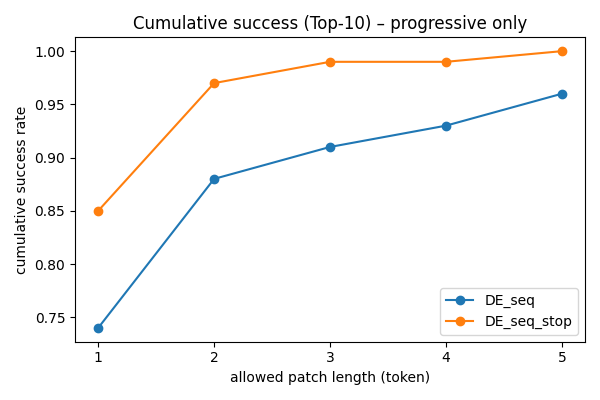 Cumulative success (Top-10) – progressive only
cumulative success rate
1.00
0.95
0.90
0.85
0.80
0.75
DE_seq
DE_seq_stop
1 2 3 4 5
allowed patch length (token)